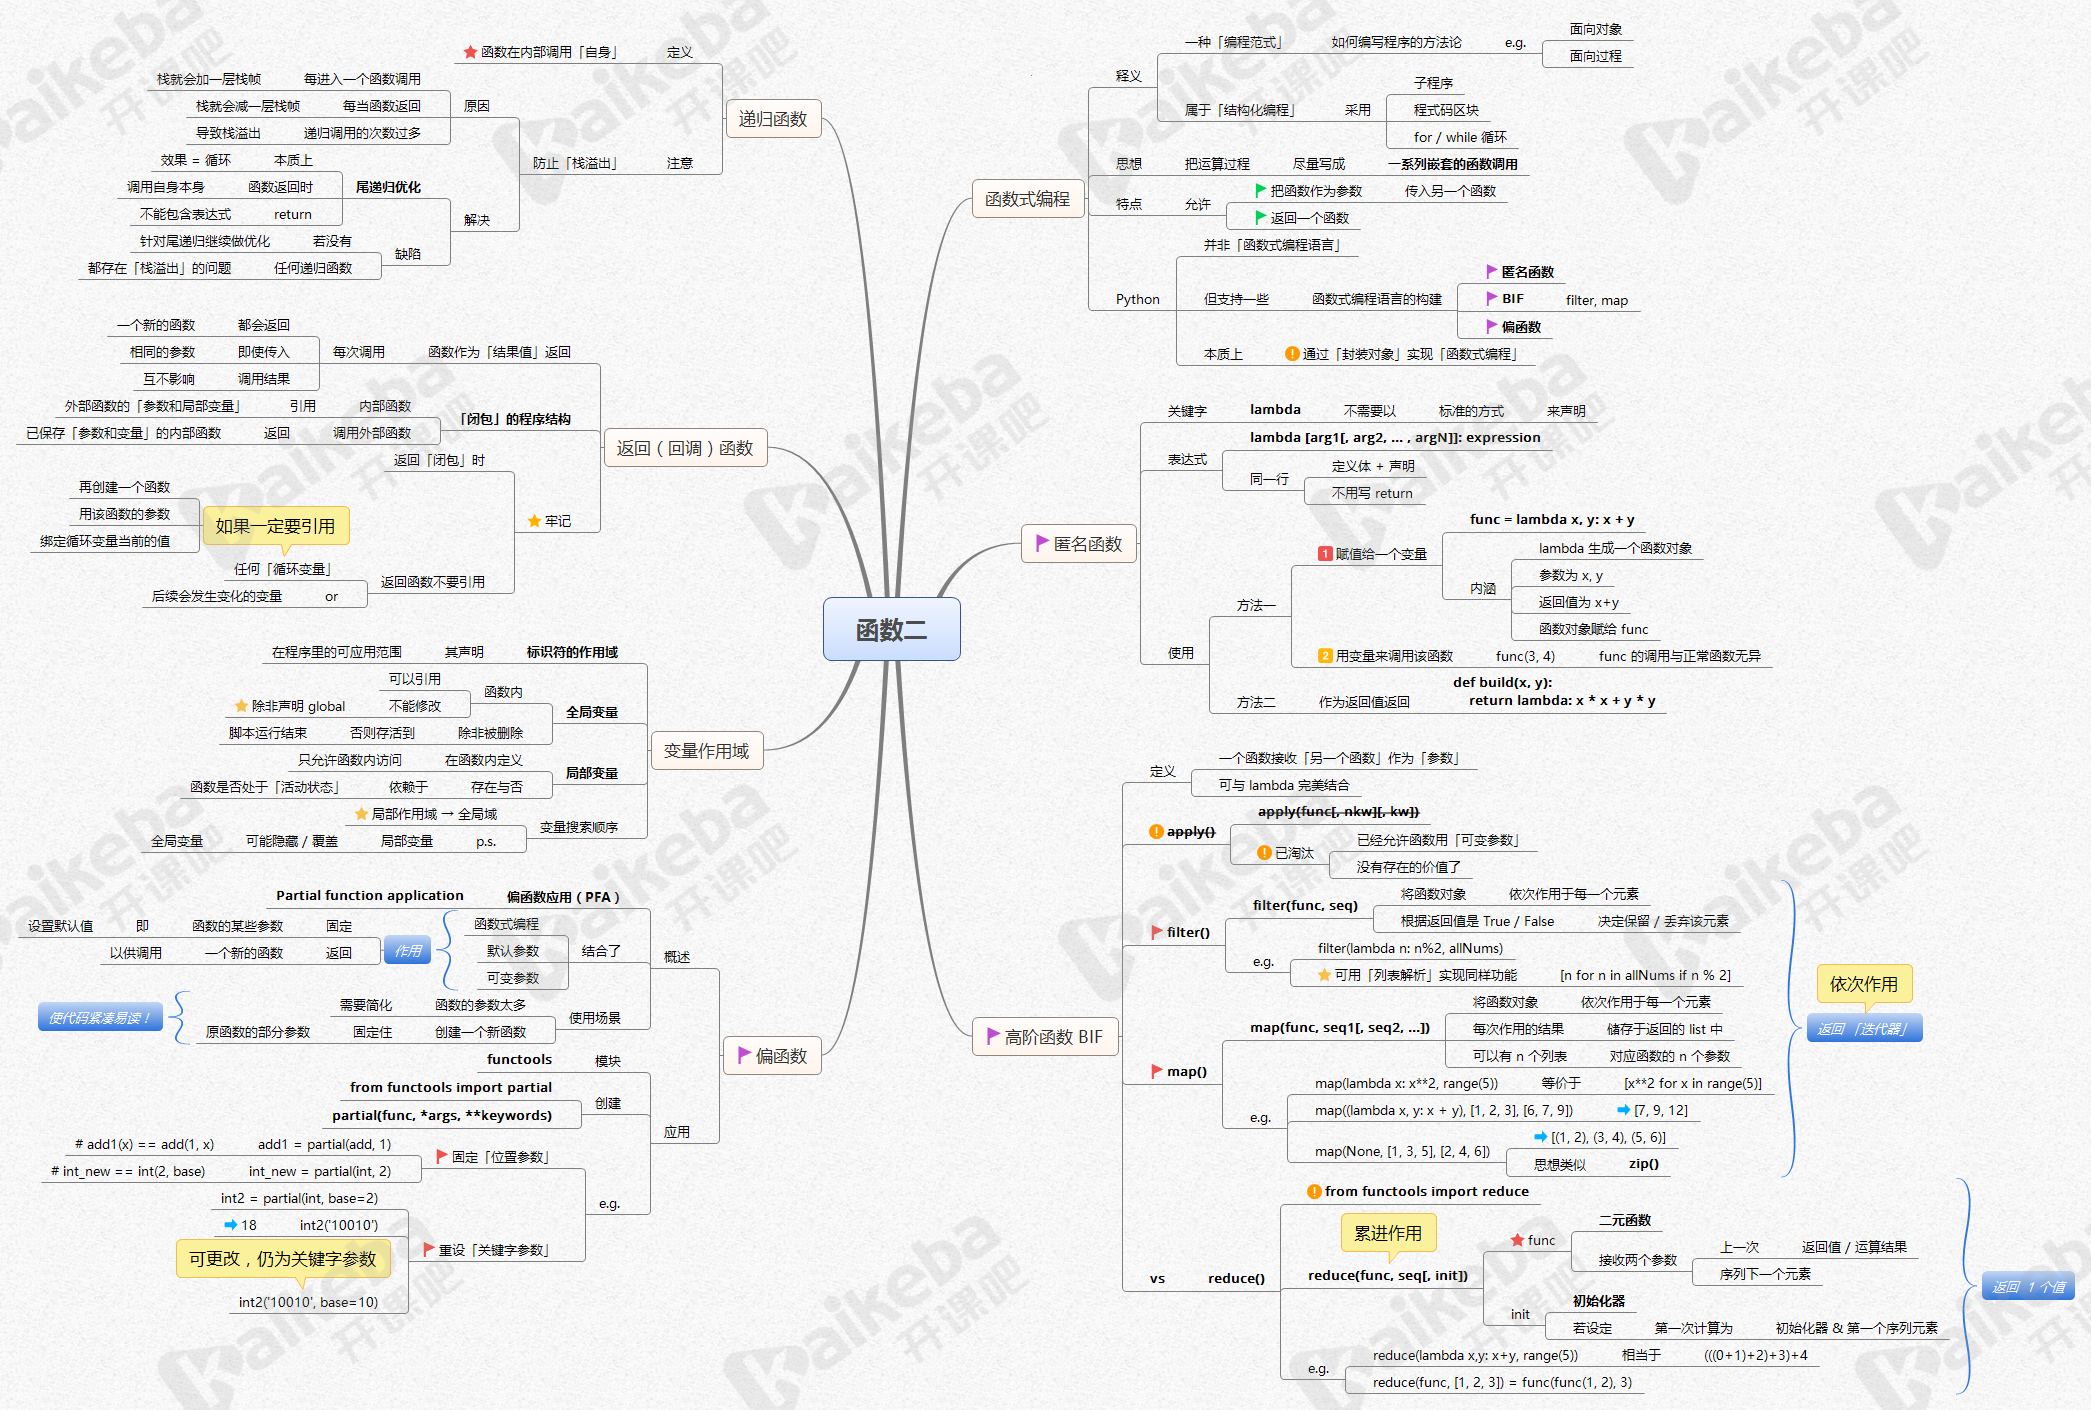 函数二
函数式编程
释义
一种「编程范式」
如何编写程序的方法论
e.g.
面向对象
面向过程
属于「结构化编程」
采用
子程序
程式码区块
for / while 循环
思想
把运算过程
尽量写成
一系列嵌套的函数调用
特点
允许
把函数作为参数
传入另一个函数
返回一个函数
Python
并非「函数式编程语言」
但支持一些
函数式编程语言的构建
匿名函数
BIF
filter, map
偏函数
本质上
通过「封装对象」实现「函数式编程」
匿名函数
关键字
lambda
不需要以
标准的方式
来声明
表达式
lambda [arg1[, arg2, ... , argN]]: expression
同一行
定义体 + 声明
不用写 return
使用
方法一
1 赋值给一个变量
func = lambda x, y: x + y
内涵
lambda 生成一个函数对象
参数为 x, y
返回值为 x+y
函数对象赋给 func
2 用变量来调用该函数
func(3, 4)
func 的调用与正常函数无异
方法二
作为返回值返回
def build(x, y):
return lambda: x * x + y * y
高阶函数 BIF
定义
一个函数接收「另一个函数」作为「参数」
可与 lambda 完美结合
apply()
apply(func[, nkw][, kw])
已淘汰
已经允许函数用「可变参数」
没有存在的价值了
filter()
filter(func, seq)
将函数对象
依次作用于每一个元素
根据返回值是 True / False
决定保留 / 丢弃该元素
e.g.
filter(lambda n: n%2, allNums)
可用「列表解析」实现同样功能
[n for n in allNums if n % 2]
map()
map(func, seq1[, seq2, ...])
将函数对象
依次作用于每一个元素
每次作用的结果
储存于返回的 list 中
可以有 n 个列表
对应函数的 n 个参数
e.g.
map(lambda x: x**2, range(5))
等价于
[x**2 for x in range(5)]
map((lambda x, y: x + y), [1, 2, 3], [6, 7, 9])
[7, 9, 12]
map(None, [1, 3, 5], [2, 4, 6])
[(1, 2), (3, 4), (5, 6)]
思想类似
zip()
依次作用
返回 「迭代器」
vs
reduce()
from functools import reduce
累进作用
reduce(func, seq[, init])
func
二元函数
接收两个参数
上一次
返回值 / 运算结果
序列下一个元素
init
初始化器
若设定
第一次计算为
初始化器 & 第一个序列元素
e.g.
reduce(lambda x,y: x+y, range(5))
相当于
(((0+1)+2)+3)+4
reduce(func, [1, 2, 3]) = func(func(1, 2), 3)
返回 1 个值
递归函数
定义
函数在内部调用「自身」
注意
防止「栈溢出」
原因
每进入一个函数调用
栈就会加一层栈帧
每当函数返回
栈就会减一层栈帧
递归调用的次数过多
导致栈溢出
解决
尾递归优化
本质上
效果 = 循环
函数返回时
调用自身本身
return
不能包含表达式
缺陷
若没有
针对尾递归继续做优化
任何递归函数
都存在「栈溢出」的问题
返回（回调）函数
函数作为「结果值」返回
每次调用
都会返回
一个新的函数
即使传入
相同的参数
调用结果
互不影响
「闭包」的程序结构
内部函数
引用
外部函数的「参数和局部变量」
调用外部函数
返回
已保存「参数和变量」的内部函数
牢记
返回「闭包」时
返回函数不要引用
任何「循环变量」
or
后续会发生变化的变量
如果一定要引用
再创建一个函数
用该函数的参数
绑定循环变量当前的值
变量作用域
标识符的作用域
其声明
在程序里的可应用范围
全局变量
函数内
可以引用
不能修改
除非声明 global
除非被删除
否则存活到
脚本运行结束
局部变量
在函数内定义
只允许函数内访问
存在与否
依赖于
函数是否处于「活动状态」
变量搜索顺序
局部作用域 → 全局域
p.s.
局部变量
可能隐藏 / 覆盖
全局变量
偏函数
概述
偏函数应用（PFA）
Partial function application
结合了
函数式编程
默认参数
可变参数
作用
固定
函数的某些参数
即
设置默认值
返回
一个新的函数
以供调用
使用场景
函数的参数太多
需要简化
创建一个新函数
固定住
原函数的部分参数
使代码紧凑易读！
应用
模块
functools
创建
from functools import partial
partial(func, *args, **keywords)
e.g.
固定「位置参数」
add1 = partial(add, 1)
# add1(x) == add(1, x)
int_new = partial(int, 2)
# int_new == int(2, base)
重设「关键字参数」
int2 = partial(int, base=2)
int2('10010')
18
可更改，仍为关键字参数
int2('10010', base=10)
Kaikeba
开课吧